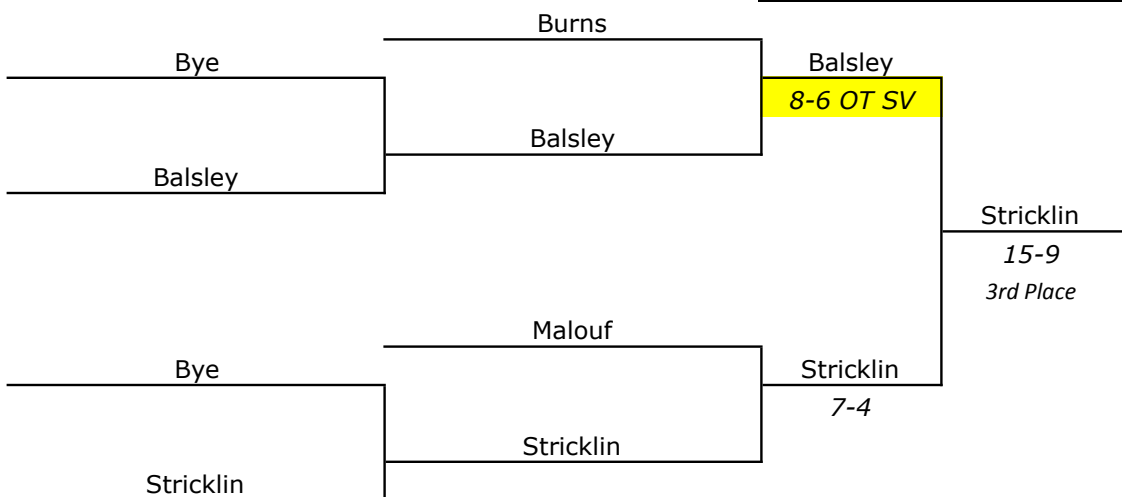 Burns
Bye
Balsley
8-6 OT SV
Balsley
Balsley
Stricklin
15-9
3rd Place
Malouf
Bye
Stricklin
7-4
Stricklin
Stricklin